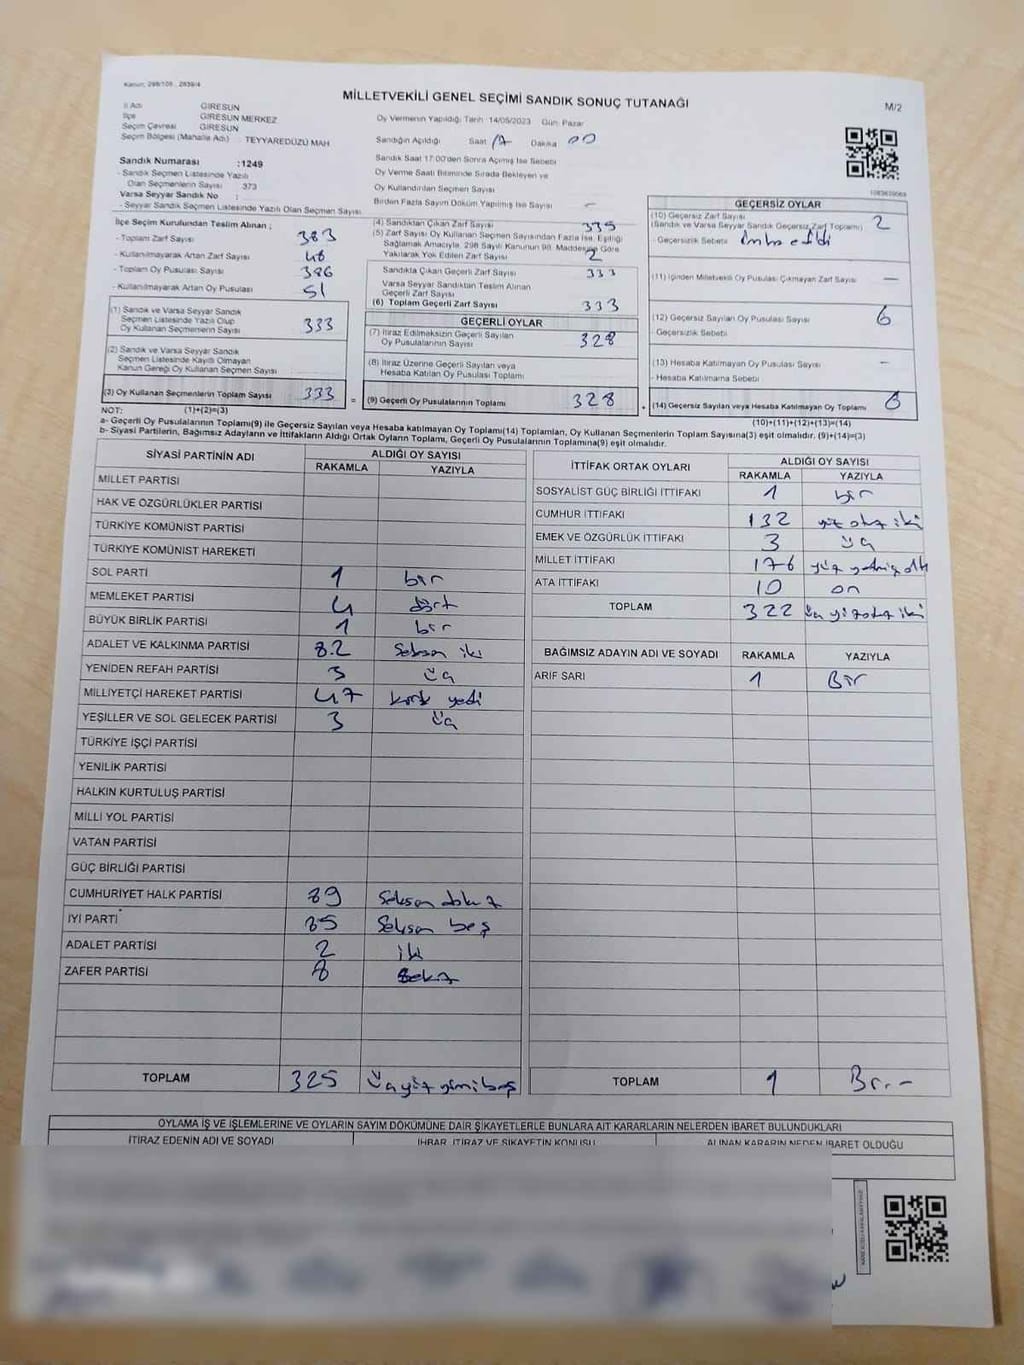 Kanun: 298/105 , 2839/4
MİLLETVEKİLİ GENEL SEÇİMİ SANDIK SONUÇ TUTANAĞI
M/2
İl Adı GİRESUN
İlçe GİRESUN MERKEZ
Seçim Çevresi GİRESUN
Seçim Bölgesi (Mahalle Adı) : TEYYAREDÜZÜ MAH
Sandık Numarası :1249
- Sandık Seçmen Listesinde Yazılı
Olan Seçmenlerin Sayısı 373
Varsa Seyyar Sandık No :
- Seyyar Sandık Seçmen Listesinde Yazılı Olan Seçmen Sayısı
Oy Vermenin Yapıldığı Tarih : 14/05/2023 Gün: Pazar
Sandığın Açıldığı Saat 17 Dakika 00
Sandık Saat 17:00'den Sonra Açılmış İse Sebebi
Oy Verme Saati Bitiminde Sırada Bekleyen ve
Oy Kullandırılan Seçmen Sayısı
Birden Fazla Sayım Döküm Yapılmış İse Sayısı -
İlçe Seçim Kurulundan Teslim Alınan ;
- Toplam Zarf Sayısı 383
- Kullanılmayarak Artan Zarf Sayısı 48
- Toplam Oy Pusulası Sayısı 386
- Kullanılmayarak Artan Oy Pusulası 51
(1) Sandık ve Varsa Seyyar Sandık
Seçmen Listesinde Yazılı Olup
Oy Kullanan Seçmenlerin Sayısı 333
(2) Sandık ve Varsa Seyyar Sandık
Seçmen Listesinde Kayıtlı Olmayan
Kanun Gereği Oy Kullanan Seçmen Sayısı
(3) Oy Kullanan Seçmenlerin Toplam Sayısı 333 =
(4) Sandıktan Çıkan Zarf Sayısı 335
(5) Zarf Sayısı Oy Kullanan Seçmen Sayısından Fazla İse, Eşitliği
Sağlamak Amacıyla, 298 Sayılı Kanunun 98. Maddesine Göre
Yakılarak Yok Edilen Zarf Sayısı 2
Sandıkta Çıkan Geçerli Zarf Sayısı 333
Varsa Seyyar Sandıktan Teslim Alınan
Geçerli Zarf Sayısı
(6) Toplam Geçerli Zarf Sayısı 333
GEÇERLİ OYLAR
(7) İtiraz Edilmeksizin Geçerli Sayılan
Oy Pusulalarının Sayısı 328
(8) İtiraz Üzerine Geçerli Sayılan veya
Hesaba Katılan Oy Pusulası Toplamı
(9) Geçerli Oy Pusulalarının Toplamı 328 +
GEÇERSİZ OYLAR
(10) Geçersiz Zarf Sayısı
(Sandık ve Varsa Seyyar Sandık Geçersiz Zarf Toplamı) 2
- Geçersizlik Sebebi imha edildi
(11) İçinden Milletvekili Oy Pusulası Çıkmayan Zarf Sayısı -
(12) Geçersiz Sayılan Oy Pusulası Sayısı 6
-Geçersizlik Sebebi
(13) Hesaba Katılmayan Oy Pusulası Sayısı -
- Hesaba Katılmama Sebebi
(14) Geçersiz Sayılan veya Hesaba Katılmayan Oy Toplamı 8
NOT: (1)+(2)=(3) (10)+(11)+(12)+(13)=(14)
a- Geçerli Oy Pusulalarının Toplamı(9) ile Geçersiz Sayılan veya Hesaba katılmayan Oy Toplamı(14) Toplamları, Oy Kullanan Seçmenlerin Toplam Sayısına(3) eşit olmalıdır. (9)+(14)=(3)
b- Siyasi Partilerin, Bağımsız Adayların ve İttifakların Aldığı Ortak Oyların Toplamı, Geçerli Oy Pusulalarının Toplamına(9) eşit olmalıdır.
SİYASİ PARTİNİN ADI ALDIĞI OY SAYISI
RAKAMLA YAZIYLA
MİLLET PARTİSİ
HAK VE ÖZGÜRLÜKLER PARTİSİ
TÜRKİYE KOMÜNİST PARTİSİ
TÜRKİYE KOMÜNİST HAREKETİ
SOL PARTİ 1 bir
MEMLEKET PARTİSİ 4 dört
BÜYÜK BİRLİK PARTİSİ 1 bir
ADALET VE KALKINMA PARTİSİ 82 Seksen iki
YENİDEN REFAH PARTİSİ 3 üç
MİLLİYETÇİ HAREKET PARTİSİ 47 kırk yedi
YEŞİLLER VE SOL GELECEK PARTİSİ 3 üç
TÜRKİYE İŞÇİ PARTİSİ
YENİLİK PARTİSİ
HALKIN KURTULUŞ PARTİSİ
MİLLİ YOL PARTİSİ
VATAN PARTİSİ
GÜÇ BİRLİĞİ PARTİSİ
CUMHURİYET HALK PARTİSİ 89 Seksen dokuz
İYİ PARTİ 85 Seksen beş
ADALET PARTİSİ 2 iki
ZAFER PARTİSİ 8 sekiz
TOPLAM 325 üçyüz yirmi beş
İTTİFAK ORTAK OYLARI ALDIĞI OY SAYISI
RAKAMLA YAZIYLA
SOSYALİST GÜÇ BİRLİĞİ İTTİFAKI 1 bir
CUMHUR İTTİFAKI 132 yüz otuz iki
EMEK VE ÖZGÜRLÜK İTTİFAKI 3 üç
MİLLET İTTİFAKI 176 yüz yetmiş altı
ATA İTTİFAKI 10 on
TOPLAM 322
BAĞIMSIZ ADAYIN ADI VE SOYADI RAKAMLA YAZIYLA
ARİF SARI 1 Bir
TOPLAM 1 Bir.-
OYLAMA İŞ VE İŞLEMLERİNE VE OYLARIN SAYIM DÖKÜMÜNE DAİR ŞİKAYETLERLE BUNLARA AİT KARARLARIN NELERDEN İBARET BULUNDUKLARI
İTİRAZ EDENİN ADI VE SOYADI İHBAR, İTİRAZ VE ŞİKAYETİN KONUSU ALINAN KARARIN NEDEN İBARET OLDUĞU